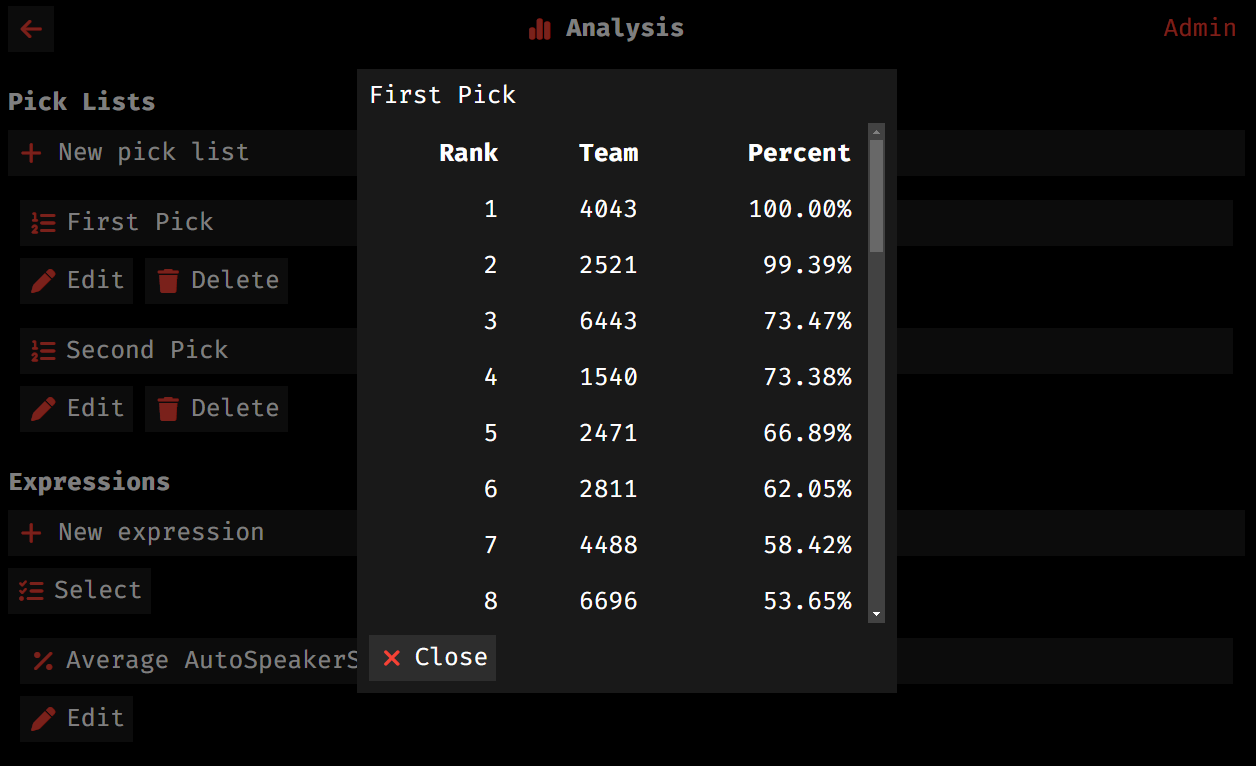 Analysis
Admin
Pick Lists
New pick list
First Pick
Edit Delete
Second Pick
Edit Delete
Expressions
New expression
Select
Average AutoSpeakerS
Edit
First Pick
Rank Team Percent
1 4043 100.00%
2 2521 99.39%
3 6443 73.47%
4 1540 73.38%
5 2471 66.89%
6 2811 62.05%
7 4488 58.42%
8 6696 53.65%
Close